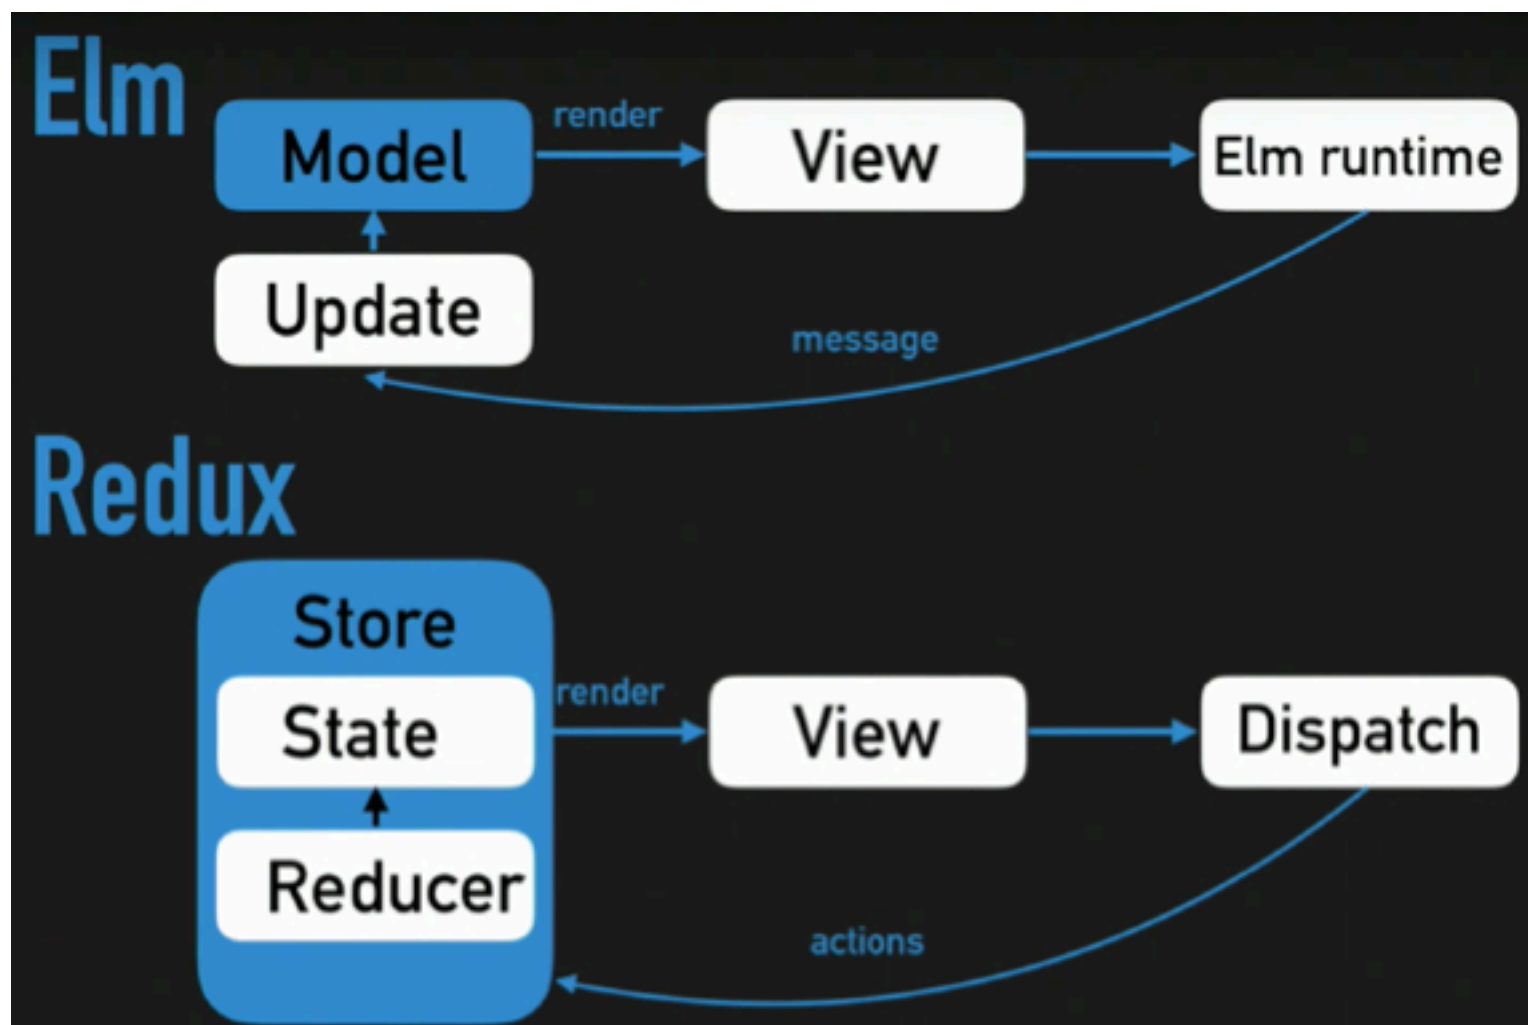 Elm
Model
render
View
Elm runtime
Update
message
Redux
Store
State
render
View
Dispatch
Reducer
actions